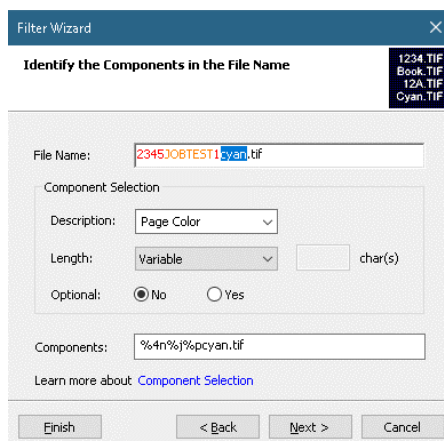 Filter Wizard
Identify the Components in the File Name
1234.TIF
Book.TIF
12A.TIF
Cyan.TIF
File Name: 2345JOBTEST1cyan.tif
Component Selection
Description: Page Color
Length: Variable char(s)
Optional: No Yes
Components: %4n%j%pcyan.tif
Learn more about Component Selection
Finish < Back Next > Cancel